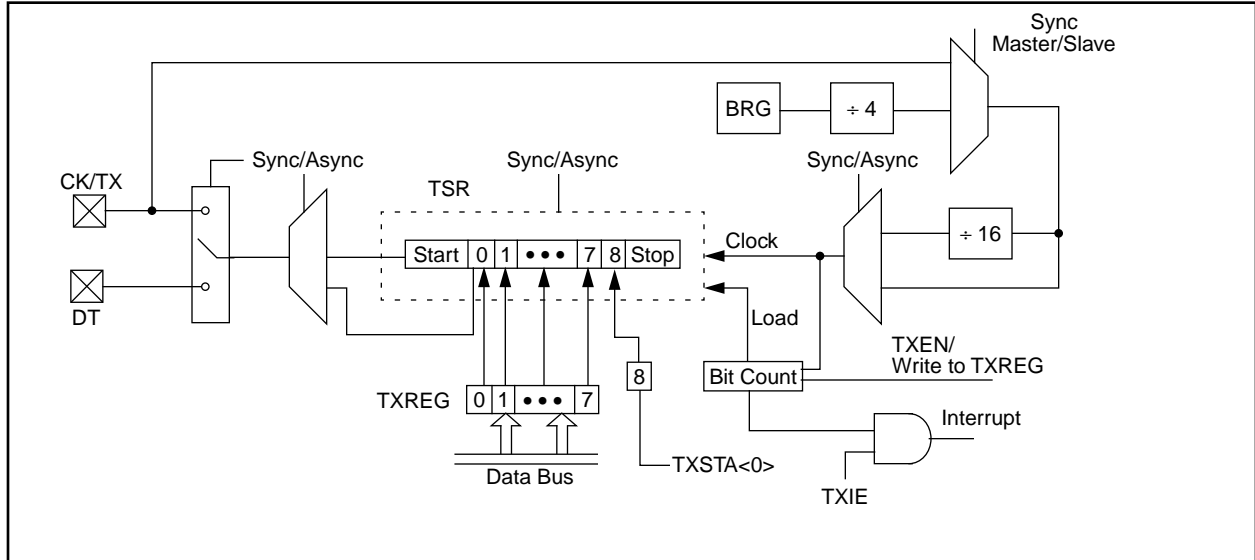 Sync
Master/Slave
BRG
÷ 4
Sync/Async
Sync/Async
Sync/Async
CK/TX
TSR
÷ 16
Start 0 1 ••• 7 8 Stop
Clock
DT
Load
TXEN/
Write to TXREG
8
Bit Count
TXREG
0 1 ••• 7
Interrupt
TXSTA<0>
Data Bus
TXIE